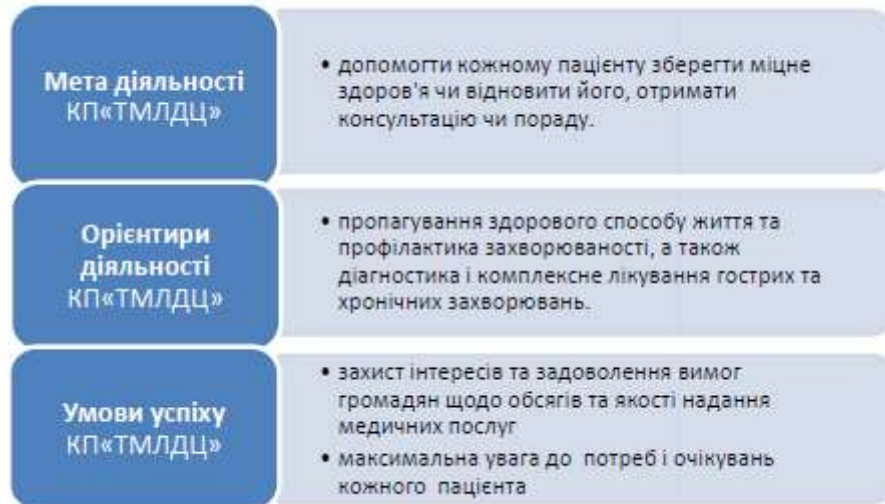 Мета діяльності
КП«ТМЛДЦ»
• допомогти кожному пацієнту зберегти міцне
здоров'я чи відновити його, отримати
консультацію чи пораду.
Орієнтири
діяльності
КП«ТМЛДЦ»
• пропагування здорового способу життя та
профілактика захворюваності, а також
діагностика і комплексне лікування гострих та
хронічних захворювань.
Умови успіху
КП«ТМЛДЦ»
• захист інтересів та задоволення вимог
громадян щодо обсягів та якості надання
медичних послуг
• максимальна увага до потреб і очікувань
кожного пацієнта